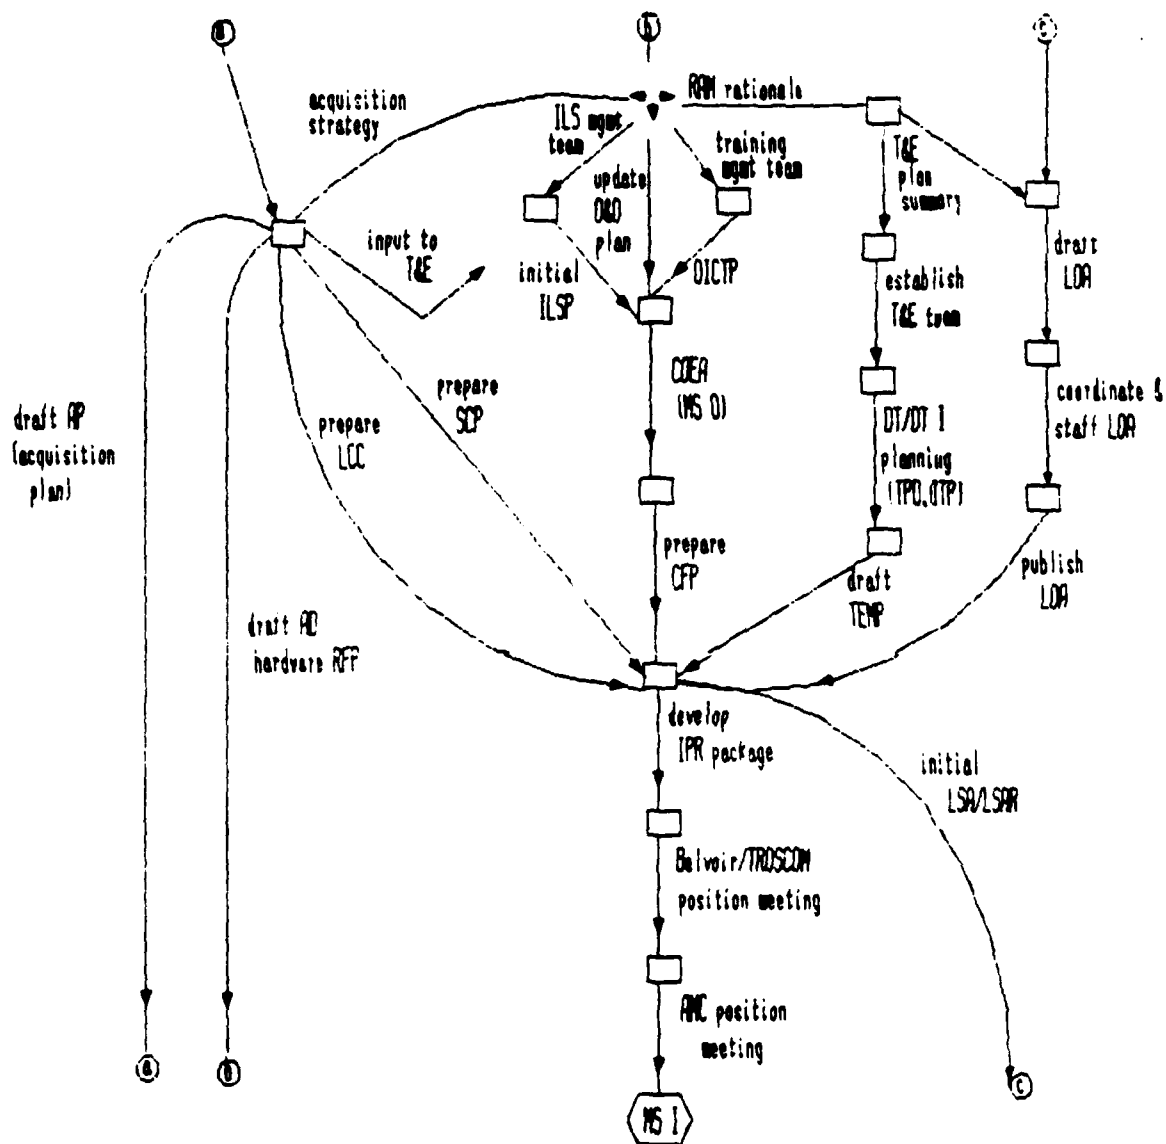 RAM rationale
acquisition
strategy
ILS mgmt
team
training
mgmt team
T&E
plan
summary
update
O&O
plan
input to
T&E
initial
ILSP
OICTP
draft
LOA
establish
T&E team
COEA
(MS 0)
prepare
SCP
prepare
LCC
draft AP
(acquisition
plan)
coordinate &
staff LOA
DT/OT I
planning
(TPO,OTP)
prepare
CFP
draft
TEMP
publish
LOA
draft AD
hardware RFP
develop
IPR package
initial
LSA/LSAR
Belvoir/TROSCOM
position meeting
AMC position
meeting
a
b
c
MS I